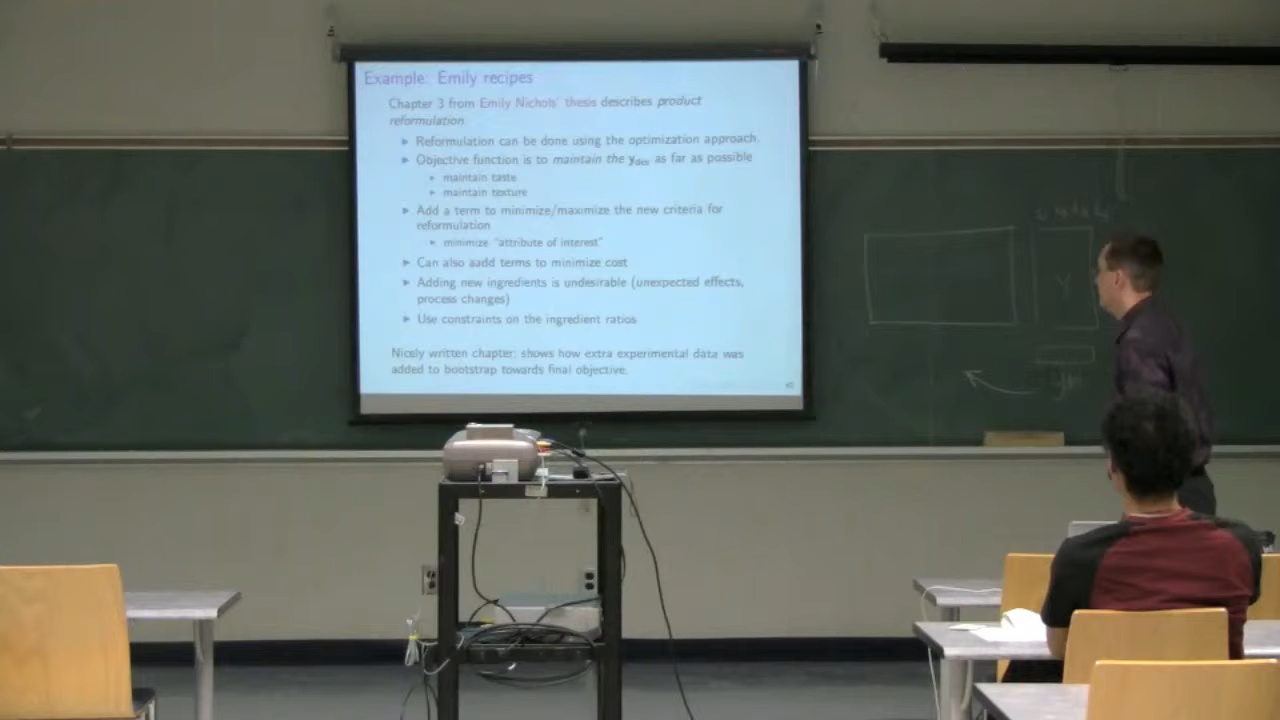 Example: Emily recipes
Chapter 3 from Emily Nichols' thesis describes product
reformulation
Reformulation can be done using the optimization approach.
Objective function is to maintain the y_des as far as possible
maintain taste
maintain texture
Add a term to minimize/maximize the new criteria for
reformulation
minimize "attribute of interest"
Can also aadd terms to minimize cost
Adding new ingredients is undesirable (unexpected effects,
process changes)
Use constraints on the ingredient ratios
Nicely written chapter; shows how extra experimental data was
added to bootstrap towards final objective.
Y